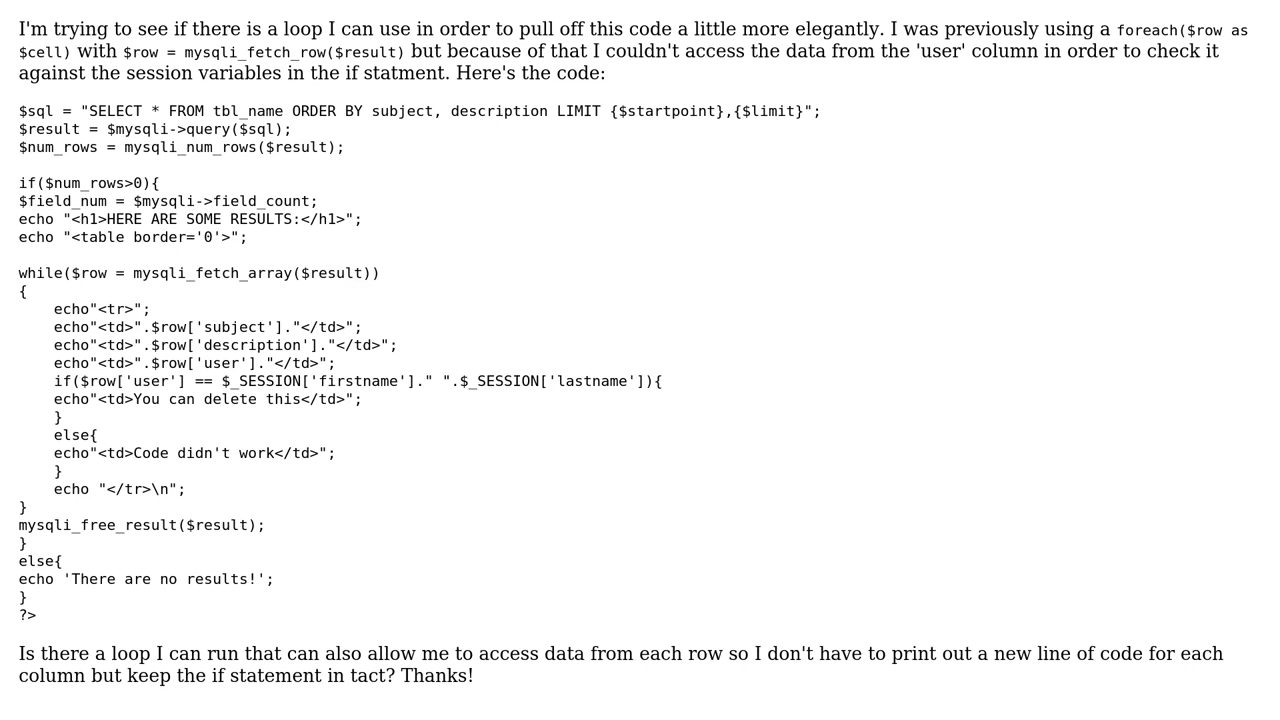 I'm trying to see if there is a loop I can use in order to pull off this code a little more elegantly. I was previously using a foreach($row as
$cell) with $row = mysqli_fetch_row($result) but because of that I couldn't access the data from the 'user' column in order to check it
against the session variables in the if statment. Here's the code:
$sql = "SELECT * FROM tbl_name ORDER BY subject, description LIMIT {$startpoint},{$limit}";
$result = $mysqli->query($sql);
$num_rows = mysqli_num_rows($result);
if($num_rows>0){
$field_num = $mysqli->field_count;
echo "<h1>HERE ARE SOME RESULTS:</h1>";
echo "<table border='0'>";
while($row = mysqli_fetch_array($result))
{
    echo"<tr>";
    echo"<td>".$row['subject']."</td>";
    echo"<td>".$row['description']."</td>";
    echo"<td>".$row['user']."</td>";
    if($row['user'] == $_SESSION['firstname']." ".$_SESSION['lastname']){
    echo"<td>You can delete this</td>";
    }
    else{
    echo"<td>Code didn't work</td>";
    }
    echo "</tr>\n";
}
mysqli_free_result($result);
}
else{
echo 'There are no results!';
}
?>
Is there a loop I can run that can also allow me to access data from each row so I don't have to print out a new line of code for each
column but keep the if statement in tact? Thanks!